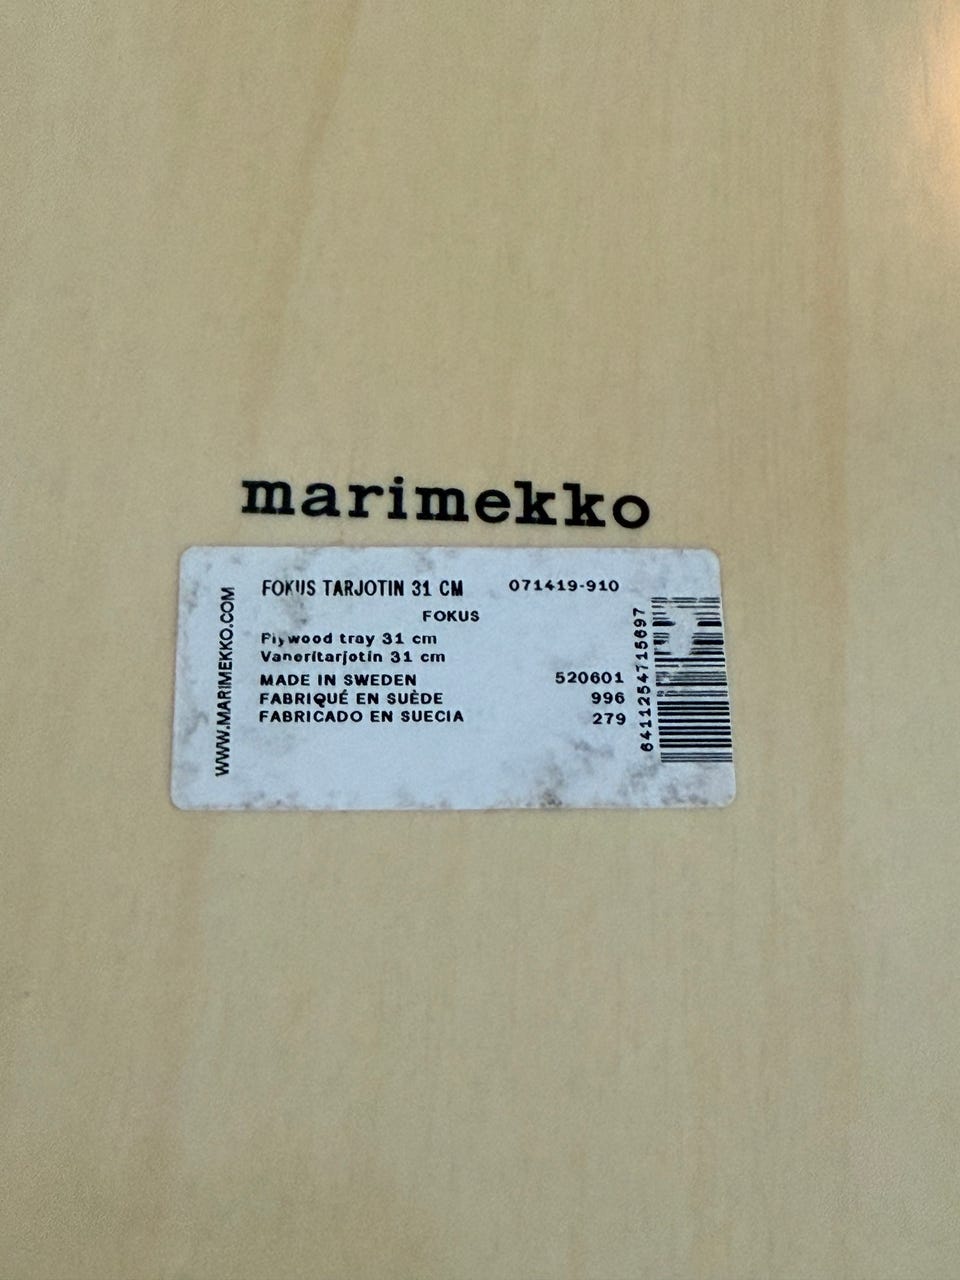 marimekko
WWW.MARIMEKKO.COM
FOKUS TARJOTIN 31 CM 071419-910
FOKUS
Plywood tray 31 cm
Vaneritarjotin 31 cm
MADE IN SWEDEN 520601
FABRIQUÉ EN SUÈDE 996
FABRICADO EN SUECIA 279
6411254715697